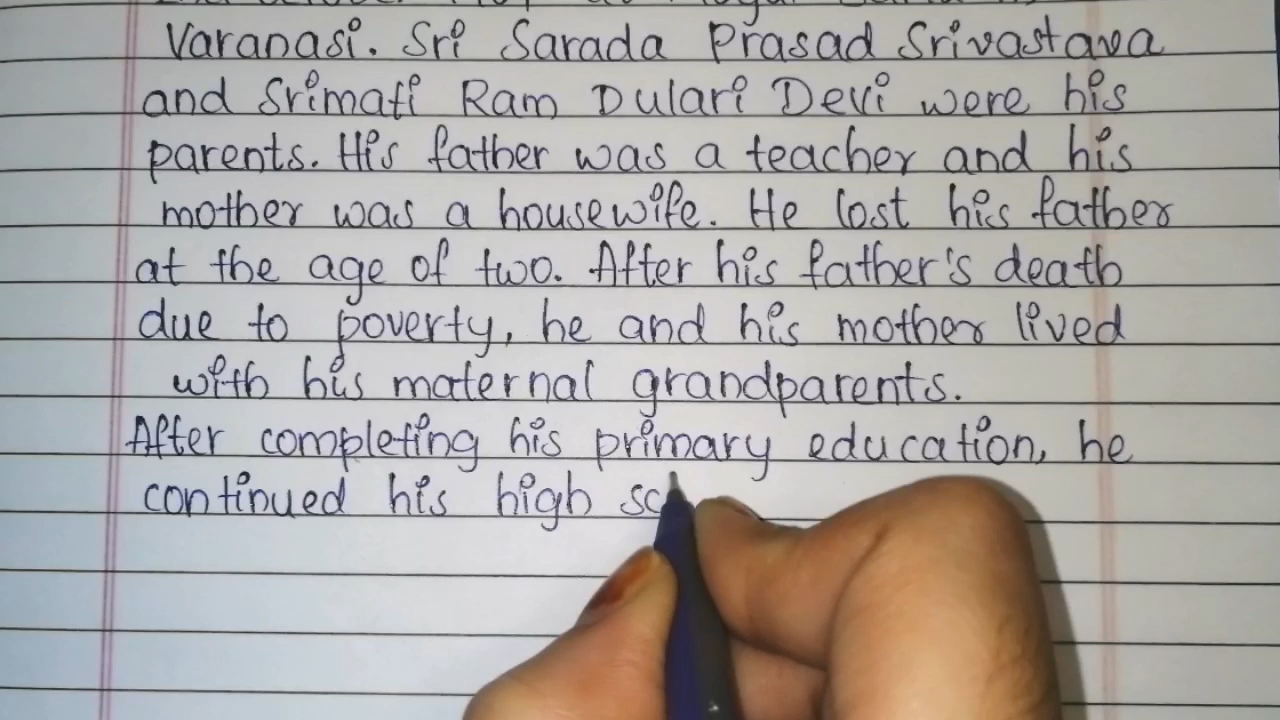 Varanasi. Sri Sarada Prasad Srivastava
and Srimati Ram Dulari Devi were his
parents. His father was a teacher and his
mother was a housewife. He lost his father
at the age of two. After his father's death
due to poverty, he and his mother lived
with his maternal grandparents.
After completing his primary education, he
continued his high sc